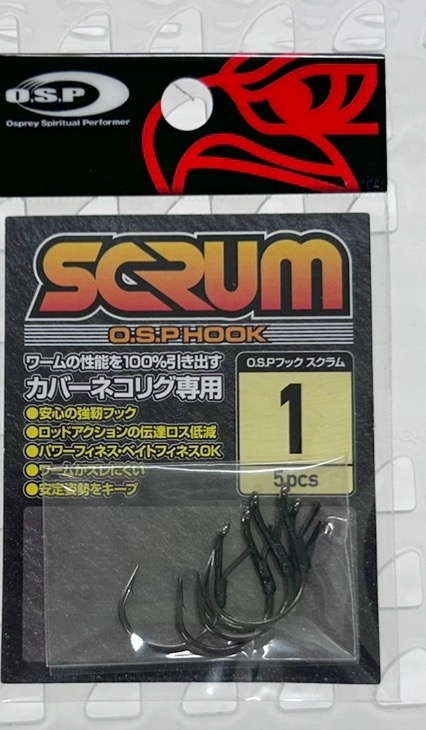 O.S.P
Osprey Spiritual Performer
SCRUM
O.S.P HOOK
ワームの性能を100%引き出す
カバーネコリグ専用
●安心の強靭フック
●ロッドアクションの伝達ロス低減
●パワーフィネス・ベイトフィネスOK
●ワームがズレにくい
●安定姿勢をキープ
O.S.Pフック スクラム
1
5pcs